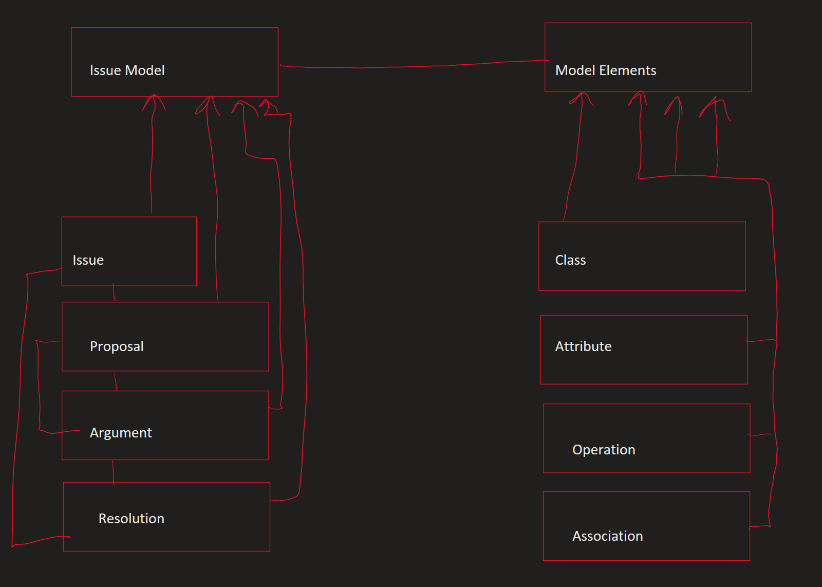 Issue Model
Model Elements
Issue
Proposal
Argument
Resolution
Class
Attribute
Operation
Association